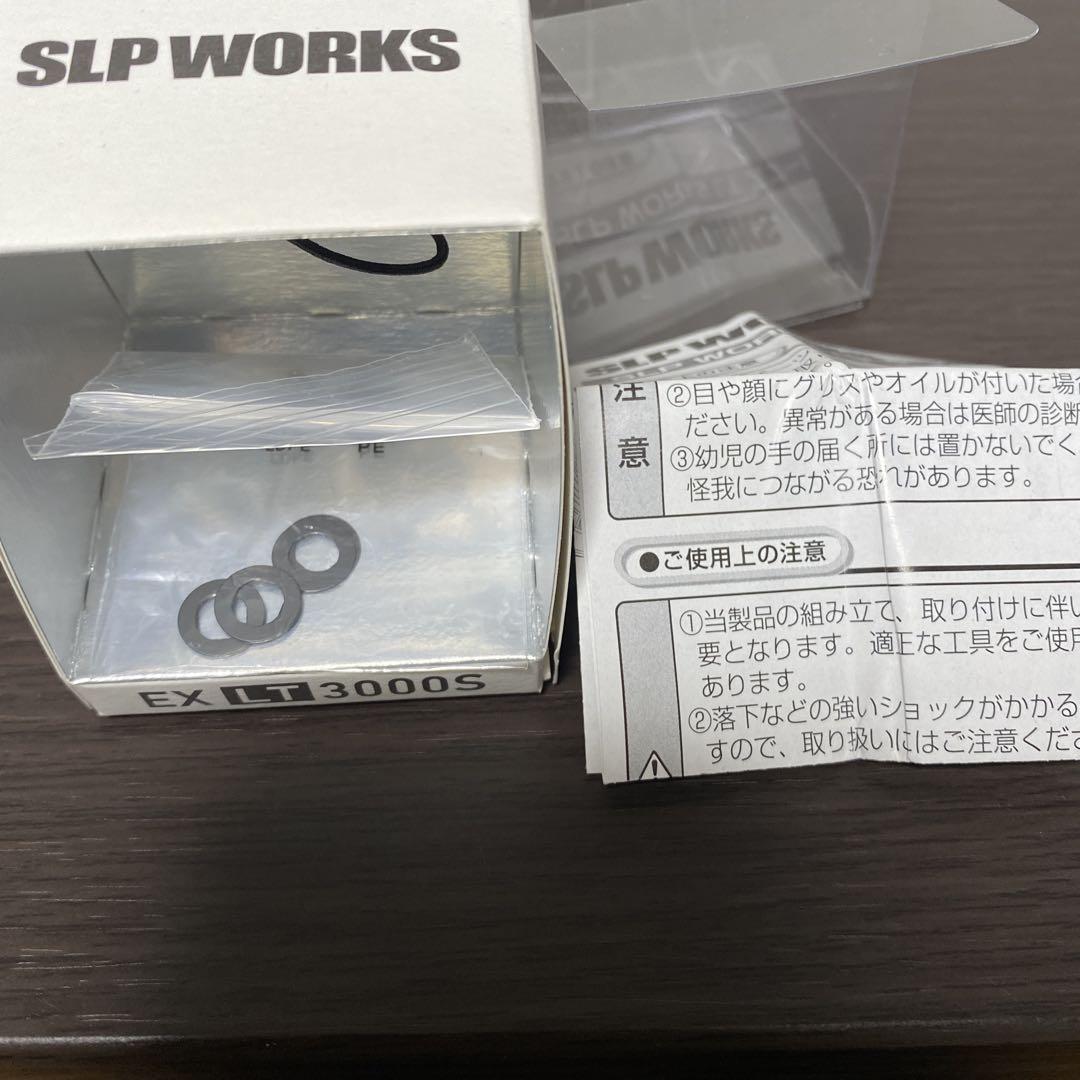 SLP WORKS
SLP WORKS
PE
EX LT 3000S
注意
②目や顔にグリスやオイルが付いた場合
ださい。異常がある場合は医師の診断
③幼児の手の届く所には置かないでく
怪我につながる恐れがあります。
●ご使用上の注意
①当製品の組み立て、取り付けに伴い
要となります。適正な工具をご使用
あります。
②落下などの強いショックがかかる
すので、取り扱いにはご注意くださ